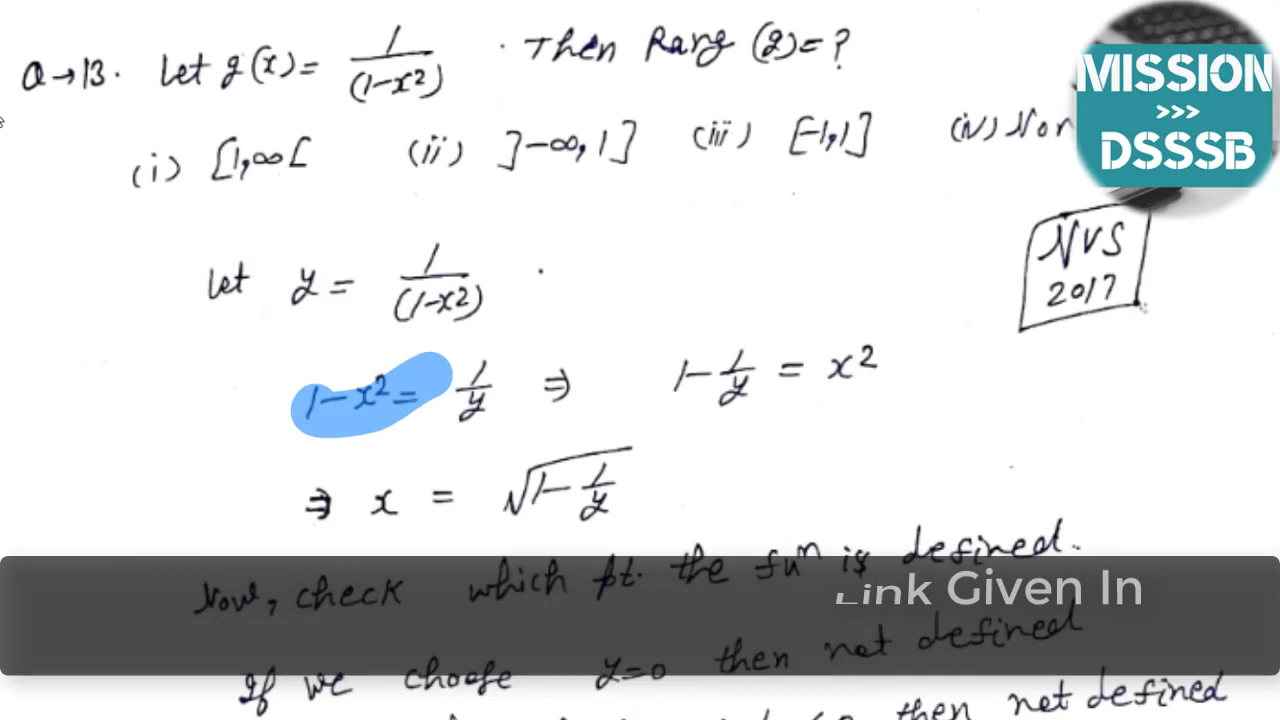 Q→13. Let g(x) = 1/(1-x²) . Then Rang (g) = ?
(i) [1,∞[ (ii) ]-∞, 1] (iii) [-1,1] (iv)
MISSION
>>>
DSSSB
NVS
2017
Let y = 1/(1-x²) .
1-x² = 1/y ⇒ 1 - 1/y = x²
⇒ x = √(1 - 1/y)
Now, check which pt. the fuⁿ is defined.
Link Given In
If we choose y=0 then not defined
then not defined